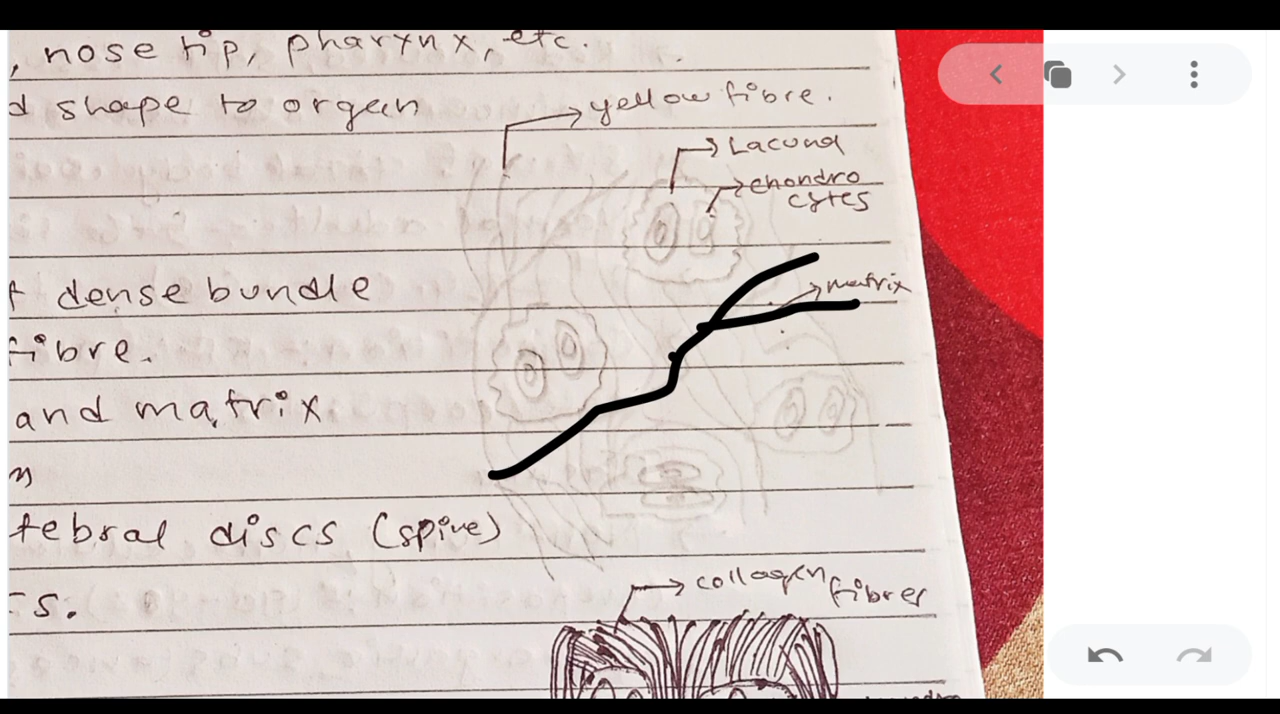 , nose tip, pharynx, etc.
d shape to organ
yellow fibre.
Lacuna
chondro
cytes
f dense bundle
matrix
fibre.
and matrix
n
tebral discs (spine)
collagen fibres
s.